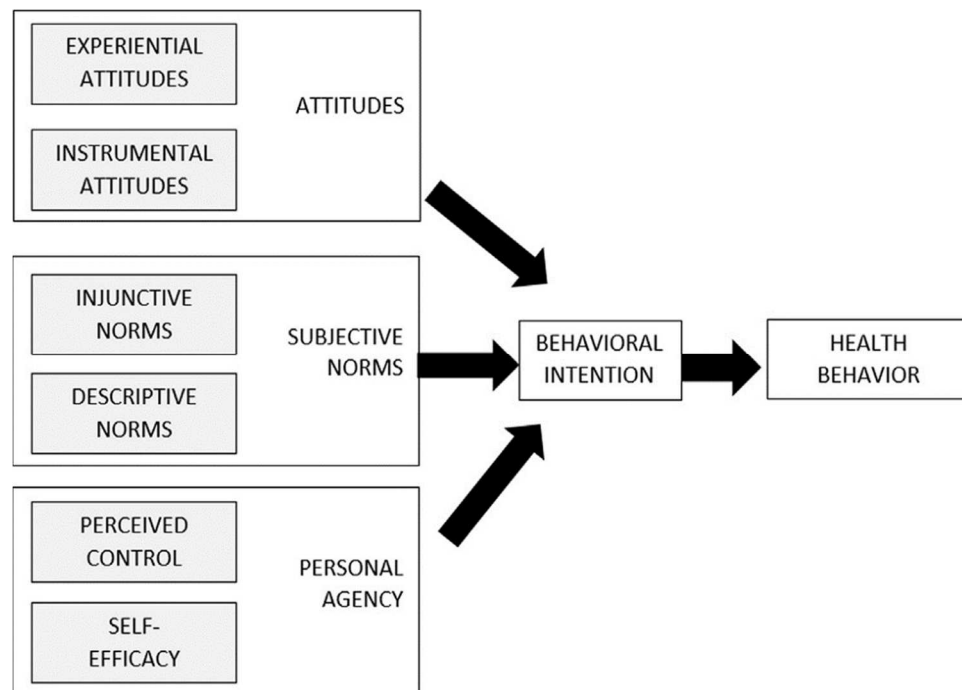 EXPERIENTIAL
ATTITUDES
ATTITUDES
INSTRUMENTAL
ATTITUDES
INJUNCTIVE
NORMS
SUBJECTIVE
NORMS
DESCRIPTIVE
NORMS
PERCEIVED
CONTROL
PERSONAL
AGENCY
SELF-
EFFICACY
BEHAVIORAL
INTENTION
HEALTH
BEHAVIOR